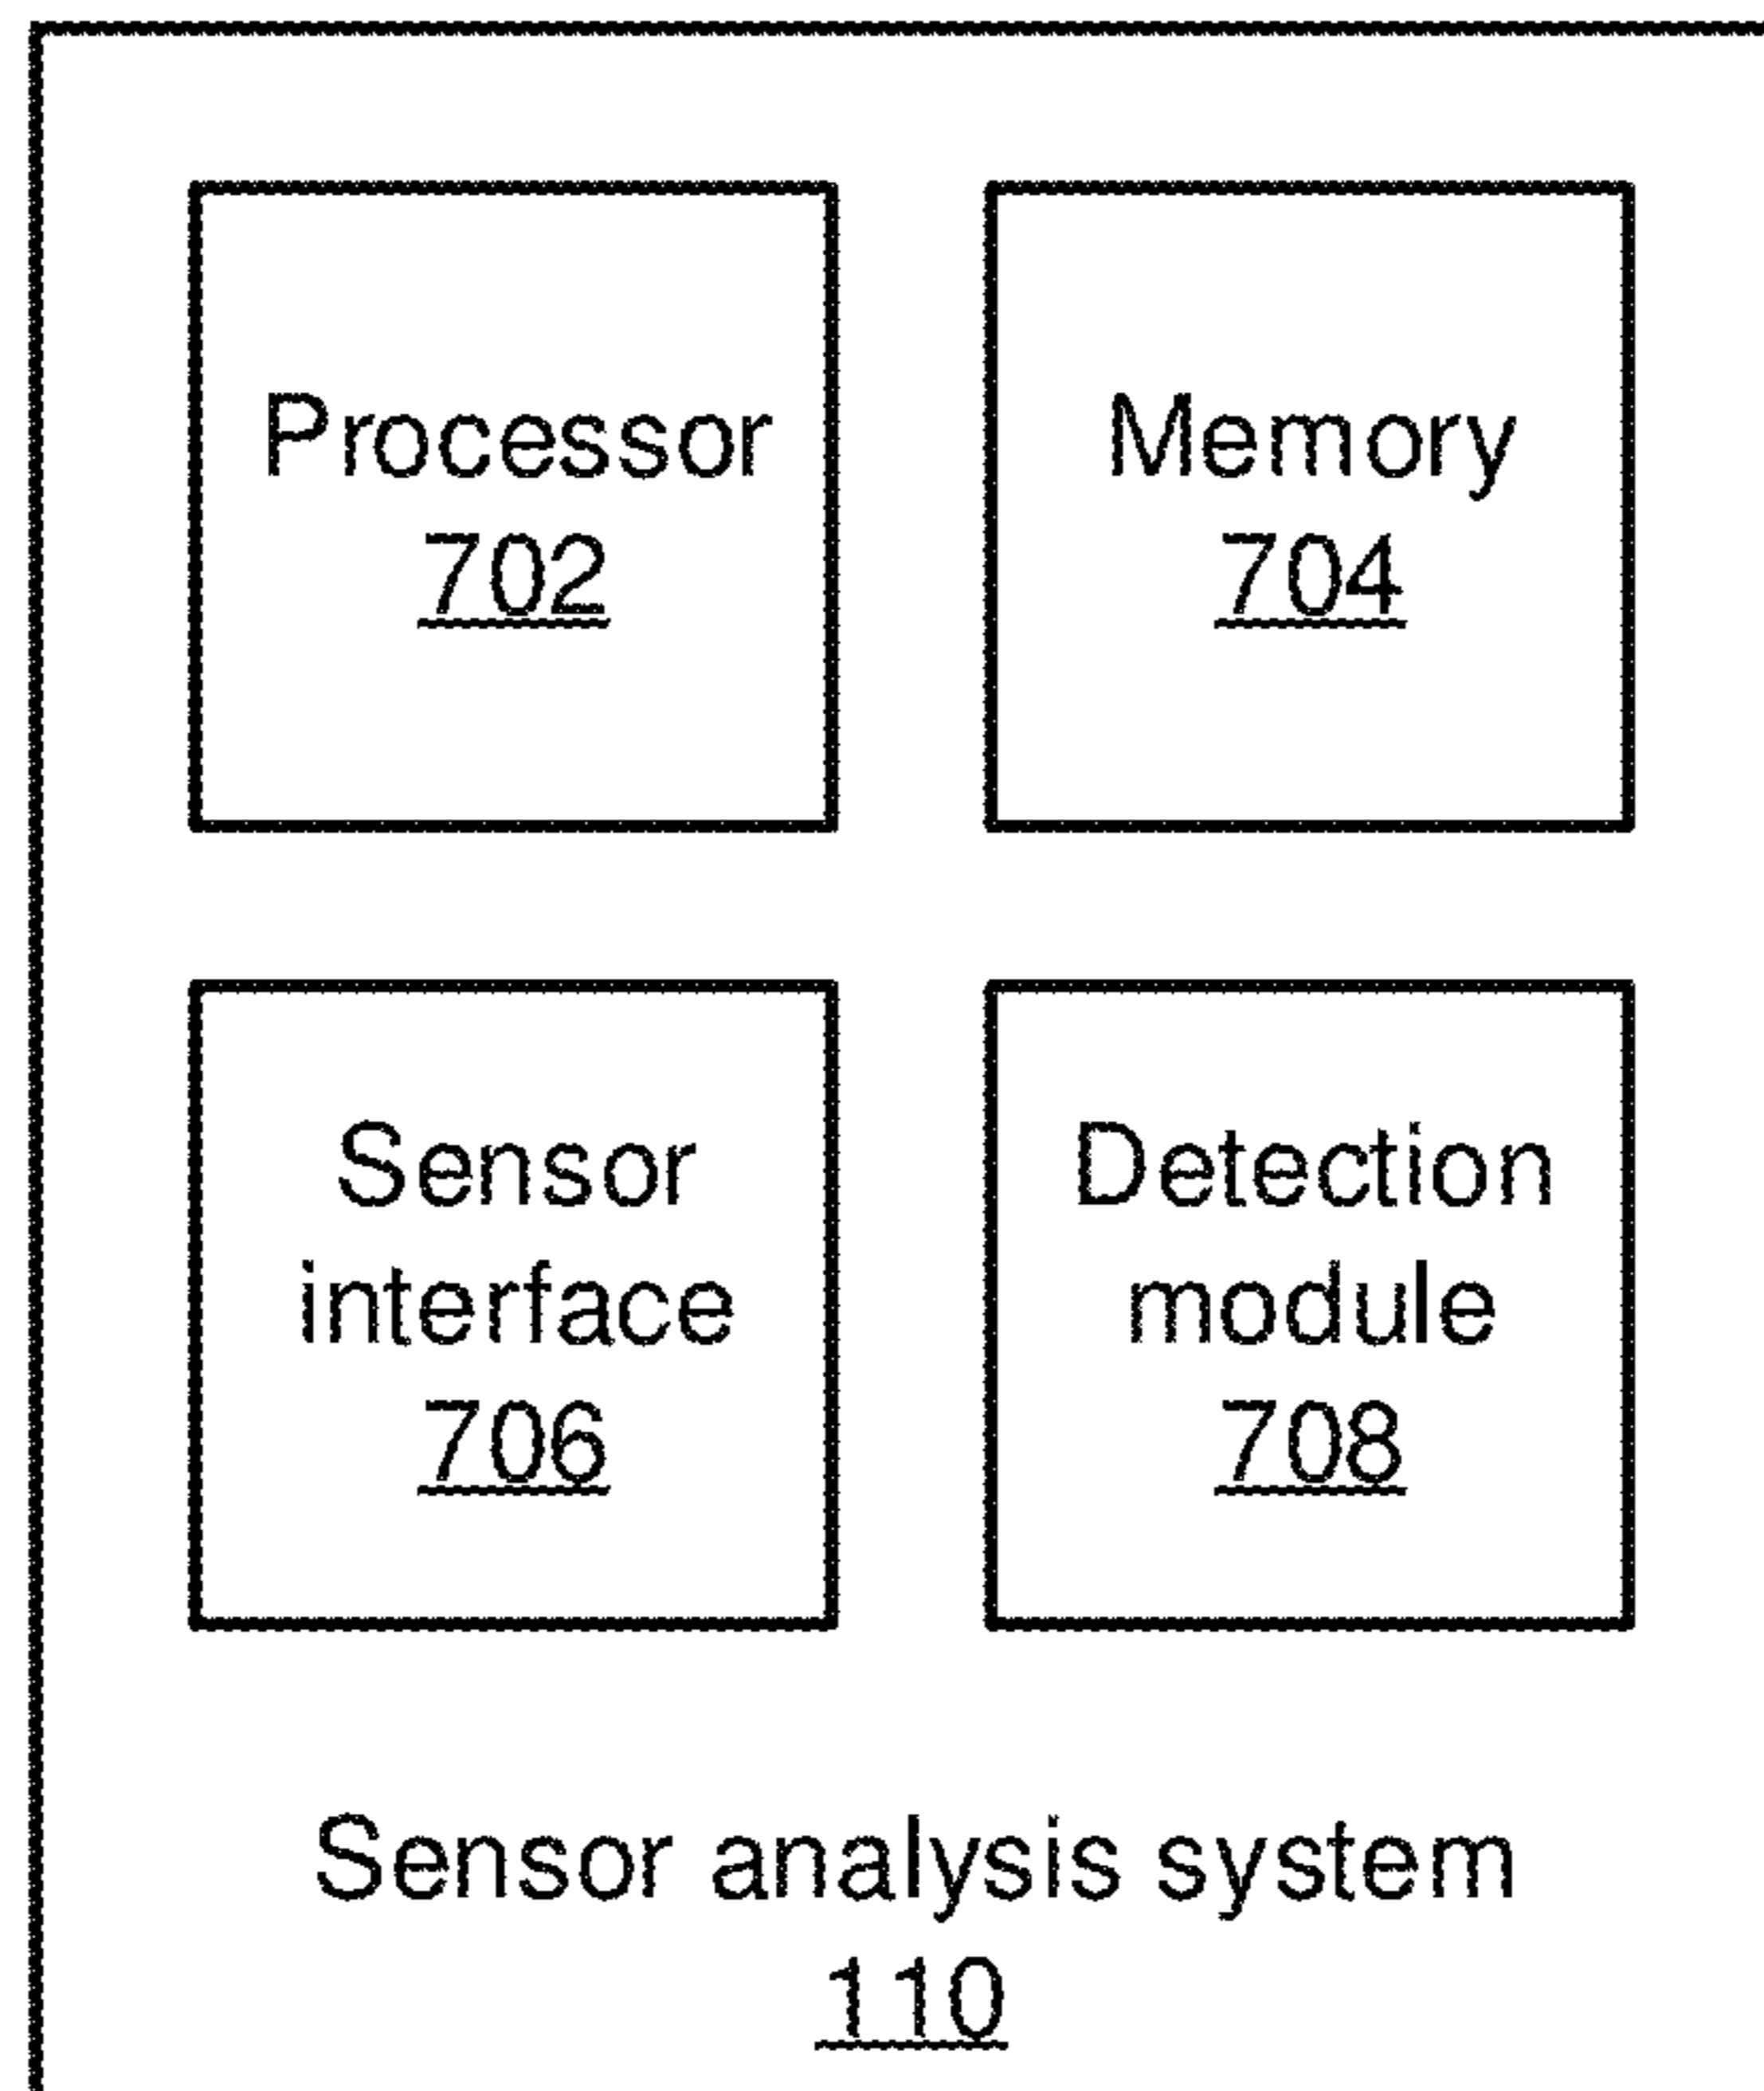 Processor
702
Memory
704
Sensor
interface
706
Detection
module
708
Sensor analysis system
110